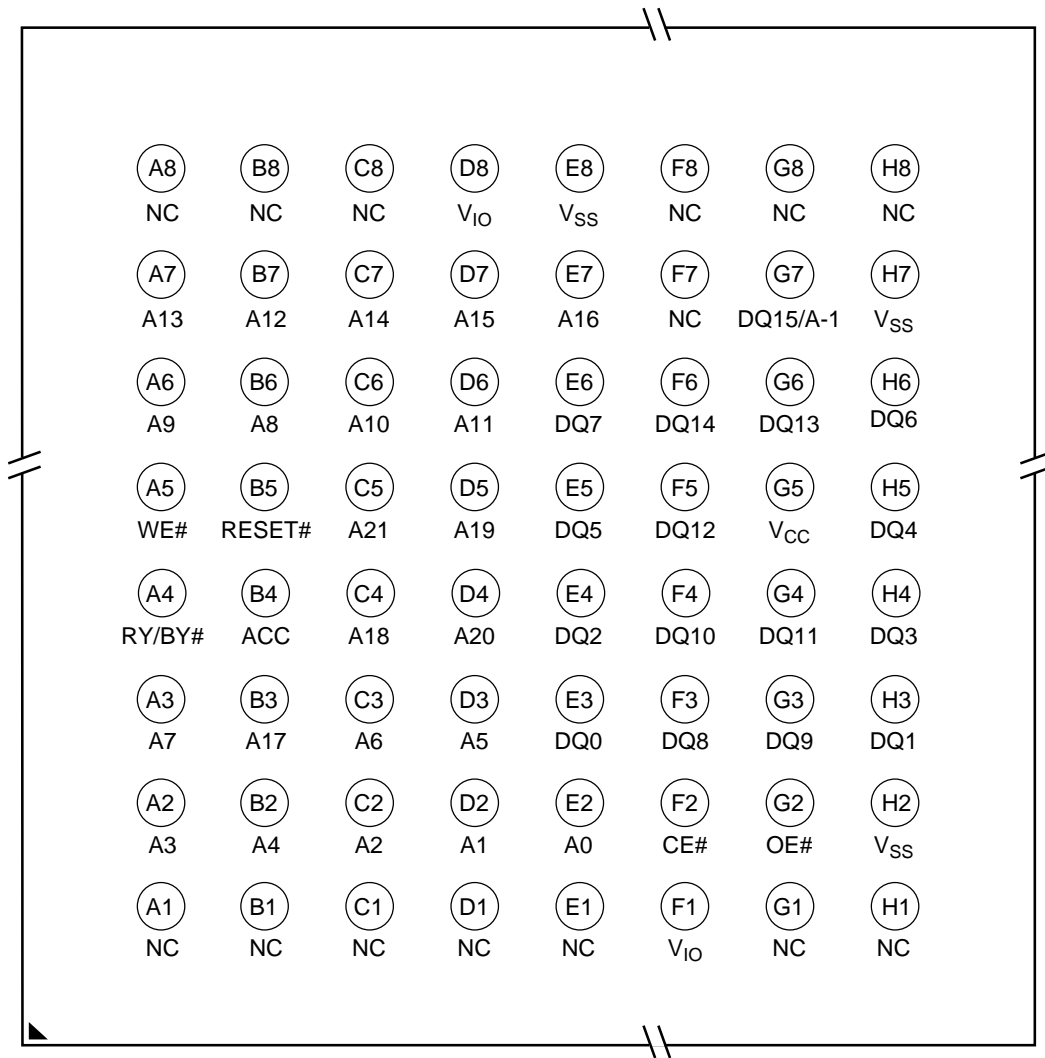 A8 B8 C8 D8 E8 F8 G8 H8
NC NC NC VIO VSS NC NC NC
A7 B7 C7 D7 E7 F7 G7 H7
A13 A12 A14 A15 A16 NC DQ15/A-1 VSS
A6 B6 C6 D6 E6 F6 G6 H6
A9 A8 A10 A11 DQ7 DQ14 DQ13 DQ6
A5 B5 C5 D5 E5 F5 G5 H5
WE# RESET# A21 A19 DQ5 DQ12 VCC DQ4
A4 B4 C4 D4 E4 F4 G4 H4
RY/BY# ACC A18 A20 DQ2 DQ10 DQ11 DQ3
A3 B3 C3 D3 E3 F3 G3 H3
A7 A17 A6 A5 DQ0 DQ8 DQ9 DQ1
A2 B2 C2 D2 E2 F2 G2 H2
A3 A4 A2 A1 A0 CE# OE# VSS
A1 B1 C1 D1 E1 F1 G1 H1
NC NC NC NC NC VIO NC NC